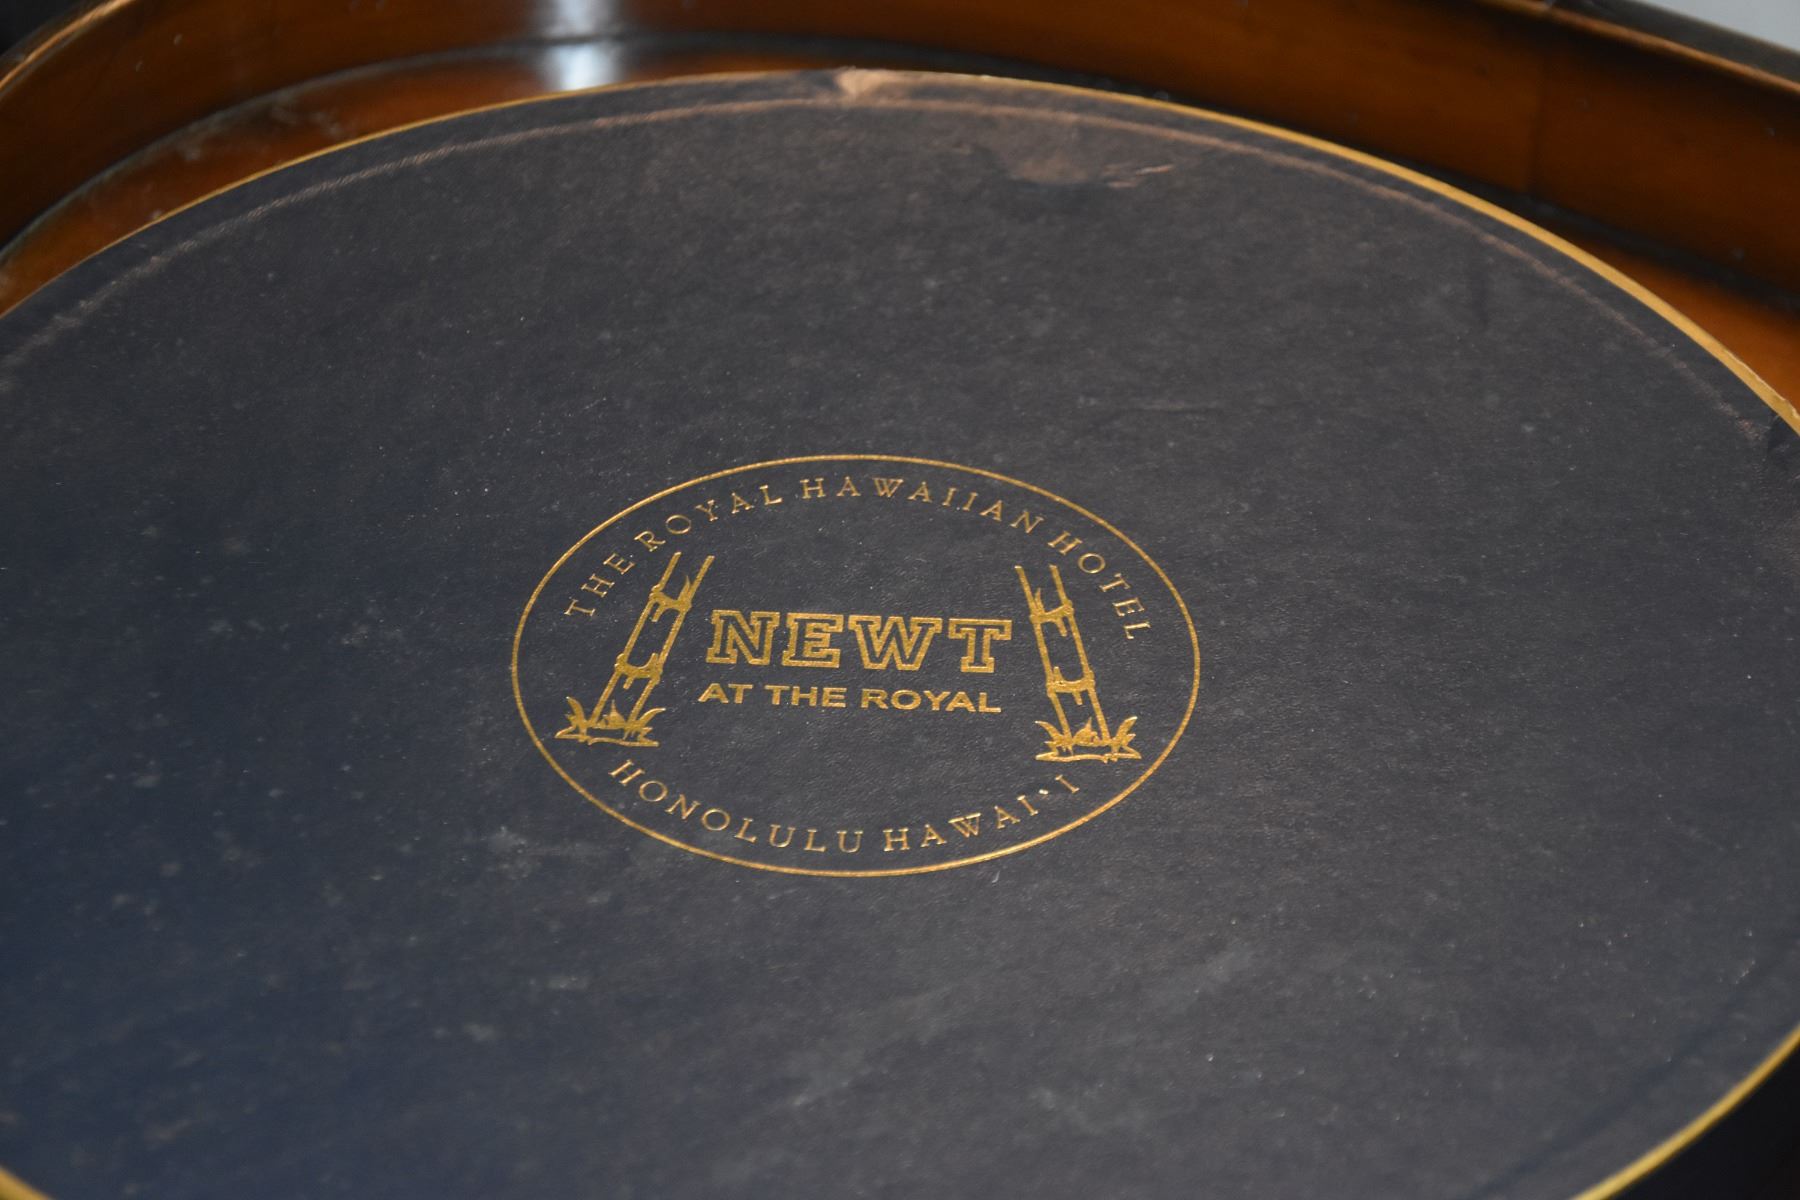 THE ROYAL HAWAIIAN HOTEL
NEWT
AT THE ROYAL
HONOLULU HAWAI‘I